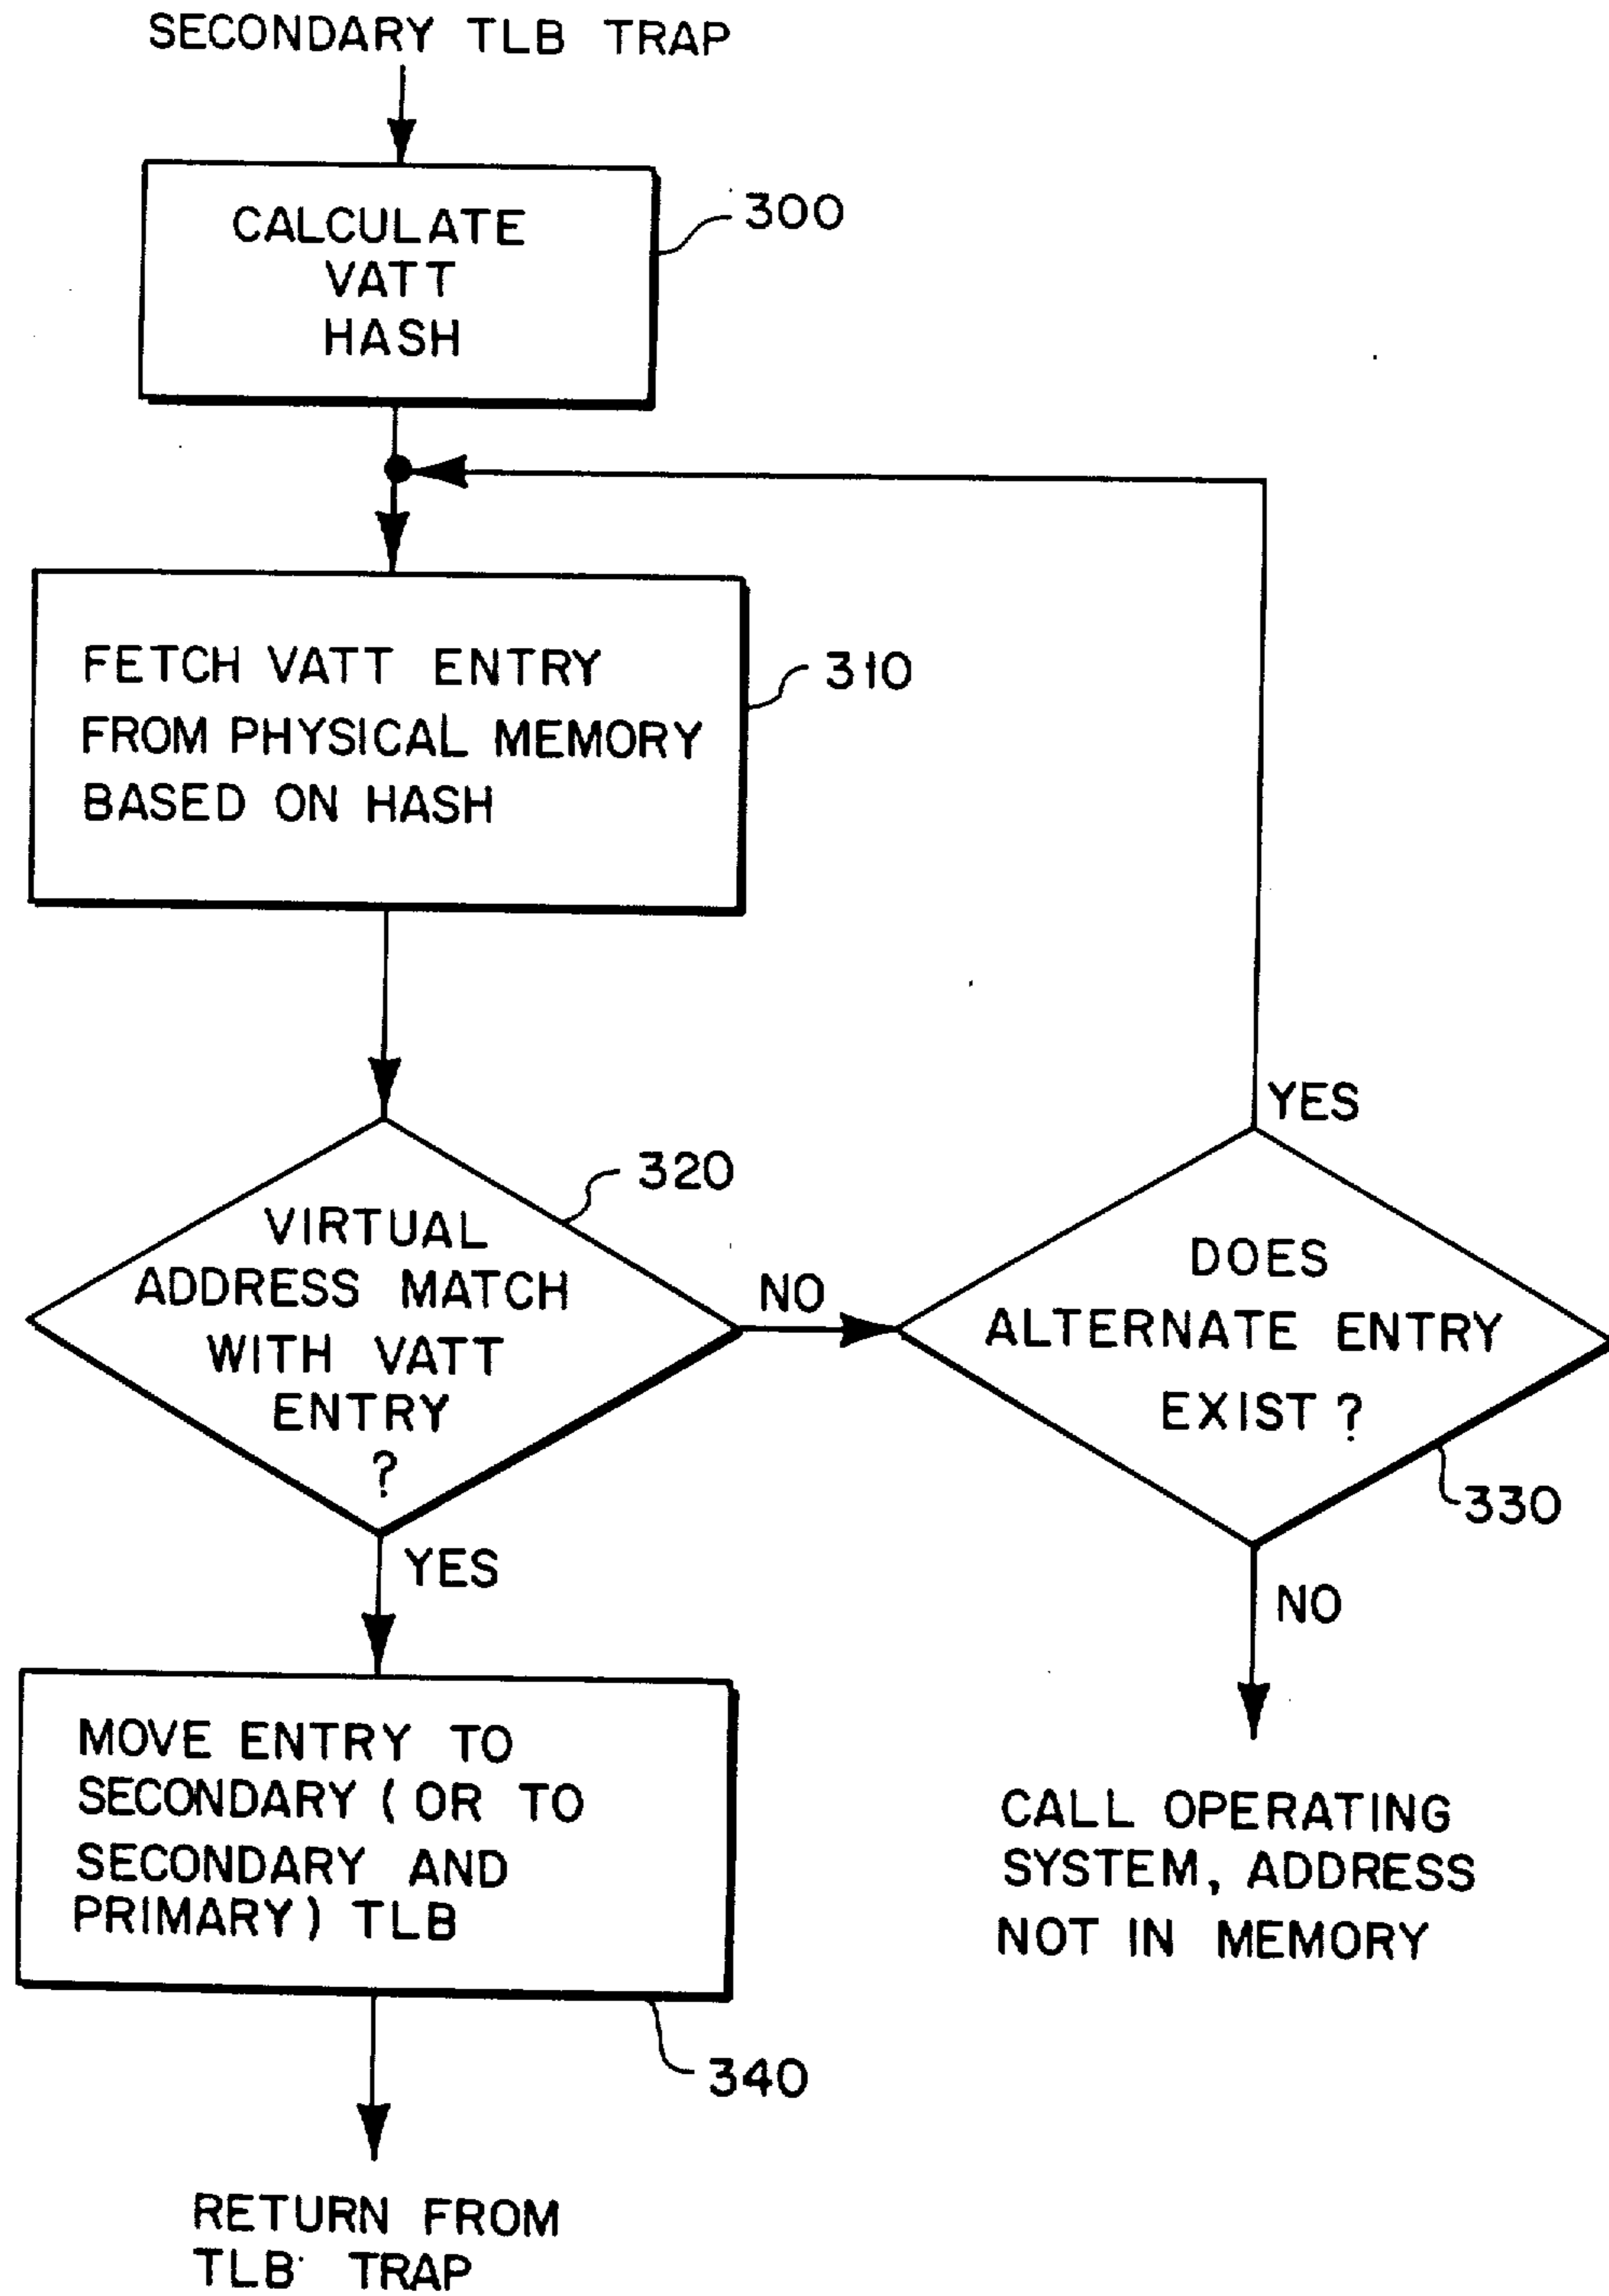 SECONDARY TLB TRAP
CALCULATE
VATT
HASH
300
FETCH VATT ENTRY
FROM PHYSICAL MEMORY
BASED ON HASH
310
VIRTUAL
ADDRESS MATCH
WITH VATT
ENTRY
?
320
NO
YES
DOES
ALTERNATE ENTRY
EXIST ?
330
YES
NO
MOVE ENTRY TO
SECONDARY ( OR TO
SECONDARY AND
PRIMARY ) TLB
340
CALL OPERATING
SYSTEM, ADDRESS
NOT IN MEMORY
RETURN FROM
TLB TRAP